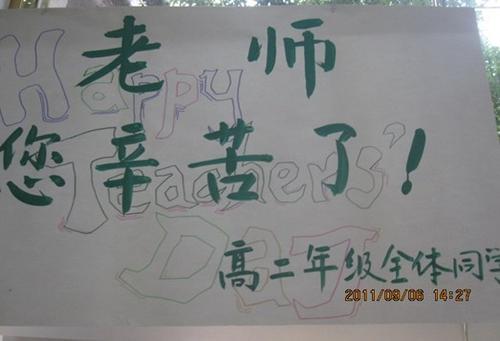 Happy
Teachers'
Day
老师
您辛苦了!
高二年级全体同学
2011/09/06 14:27